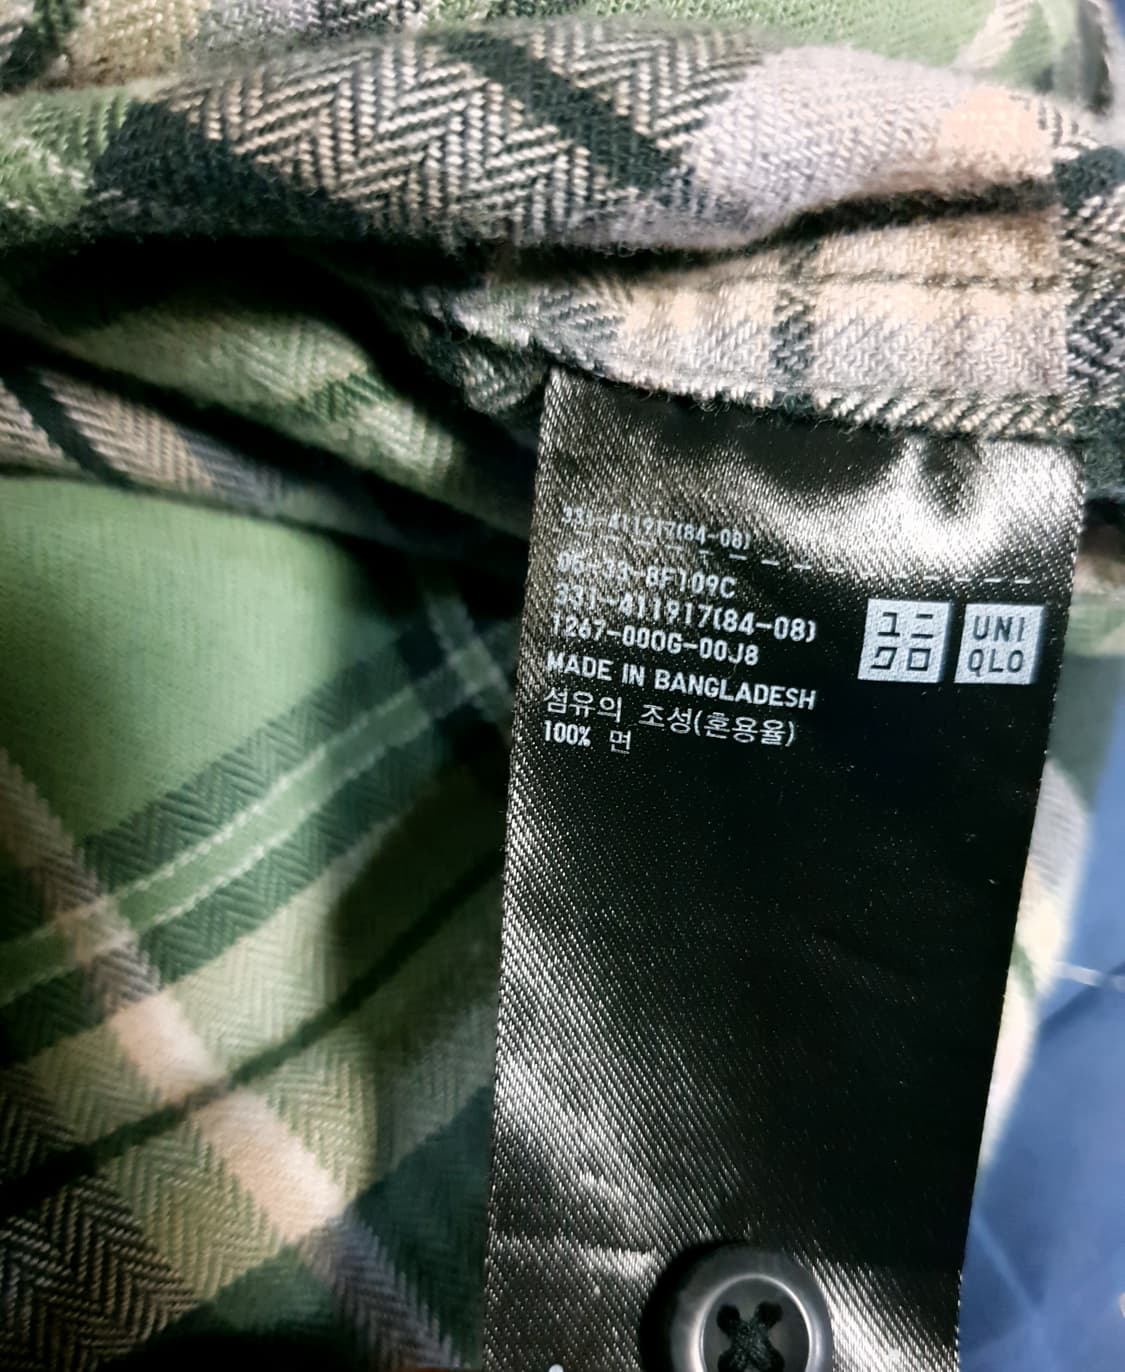 331-411917(84-08)
06-33-8F109C
331-411917(84-08)
1267-000G-00J8
ユニ
クロ
UNI
QLO
MADE IN BANGLADESH
섬유의 조성(혼용율)
100% 면